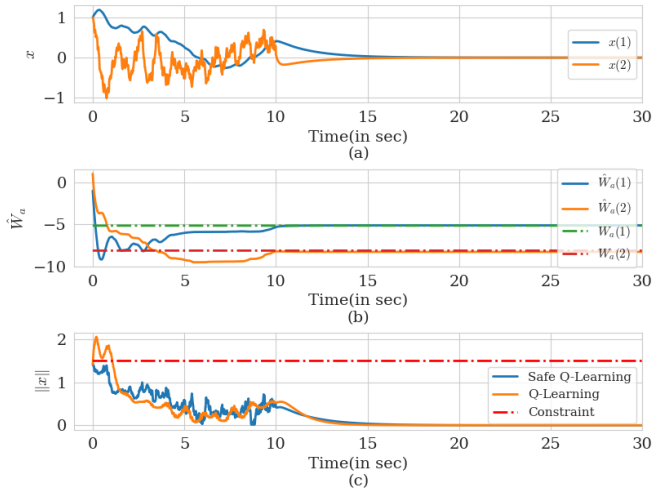 1
0
−1
x
x(1)
x(2)
0 5 10 15 20 25 30
Time(in sec)
(a)
0
−5
−10
Ŵₐ
Ŵₐ(1)
Ŵₐ(2)
Wₐ(1)
Wₐ(2)
0 5 10 15 20 25 30
Time(in sec)
(b)
2
1
0
||x||
Safe Q-Learning
Q-Learning
Constraint
0 5 10 15 20 25 30
Time(in sec)
(c)